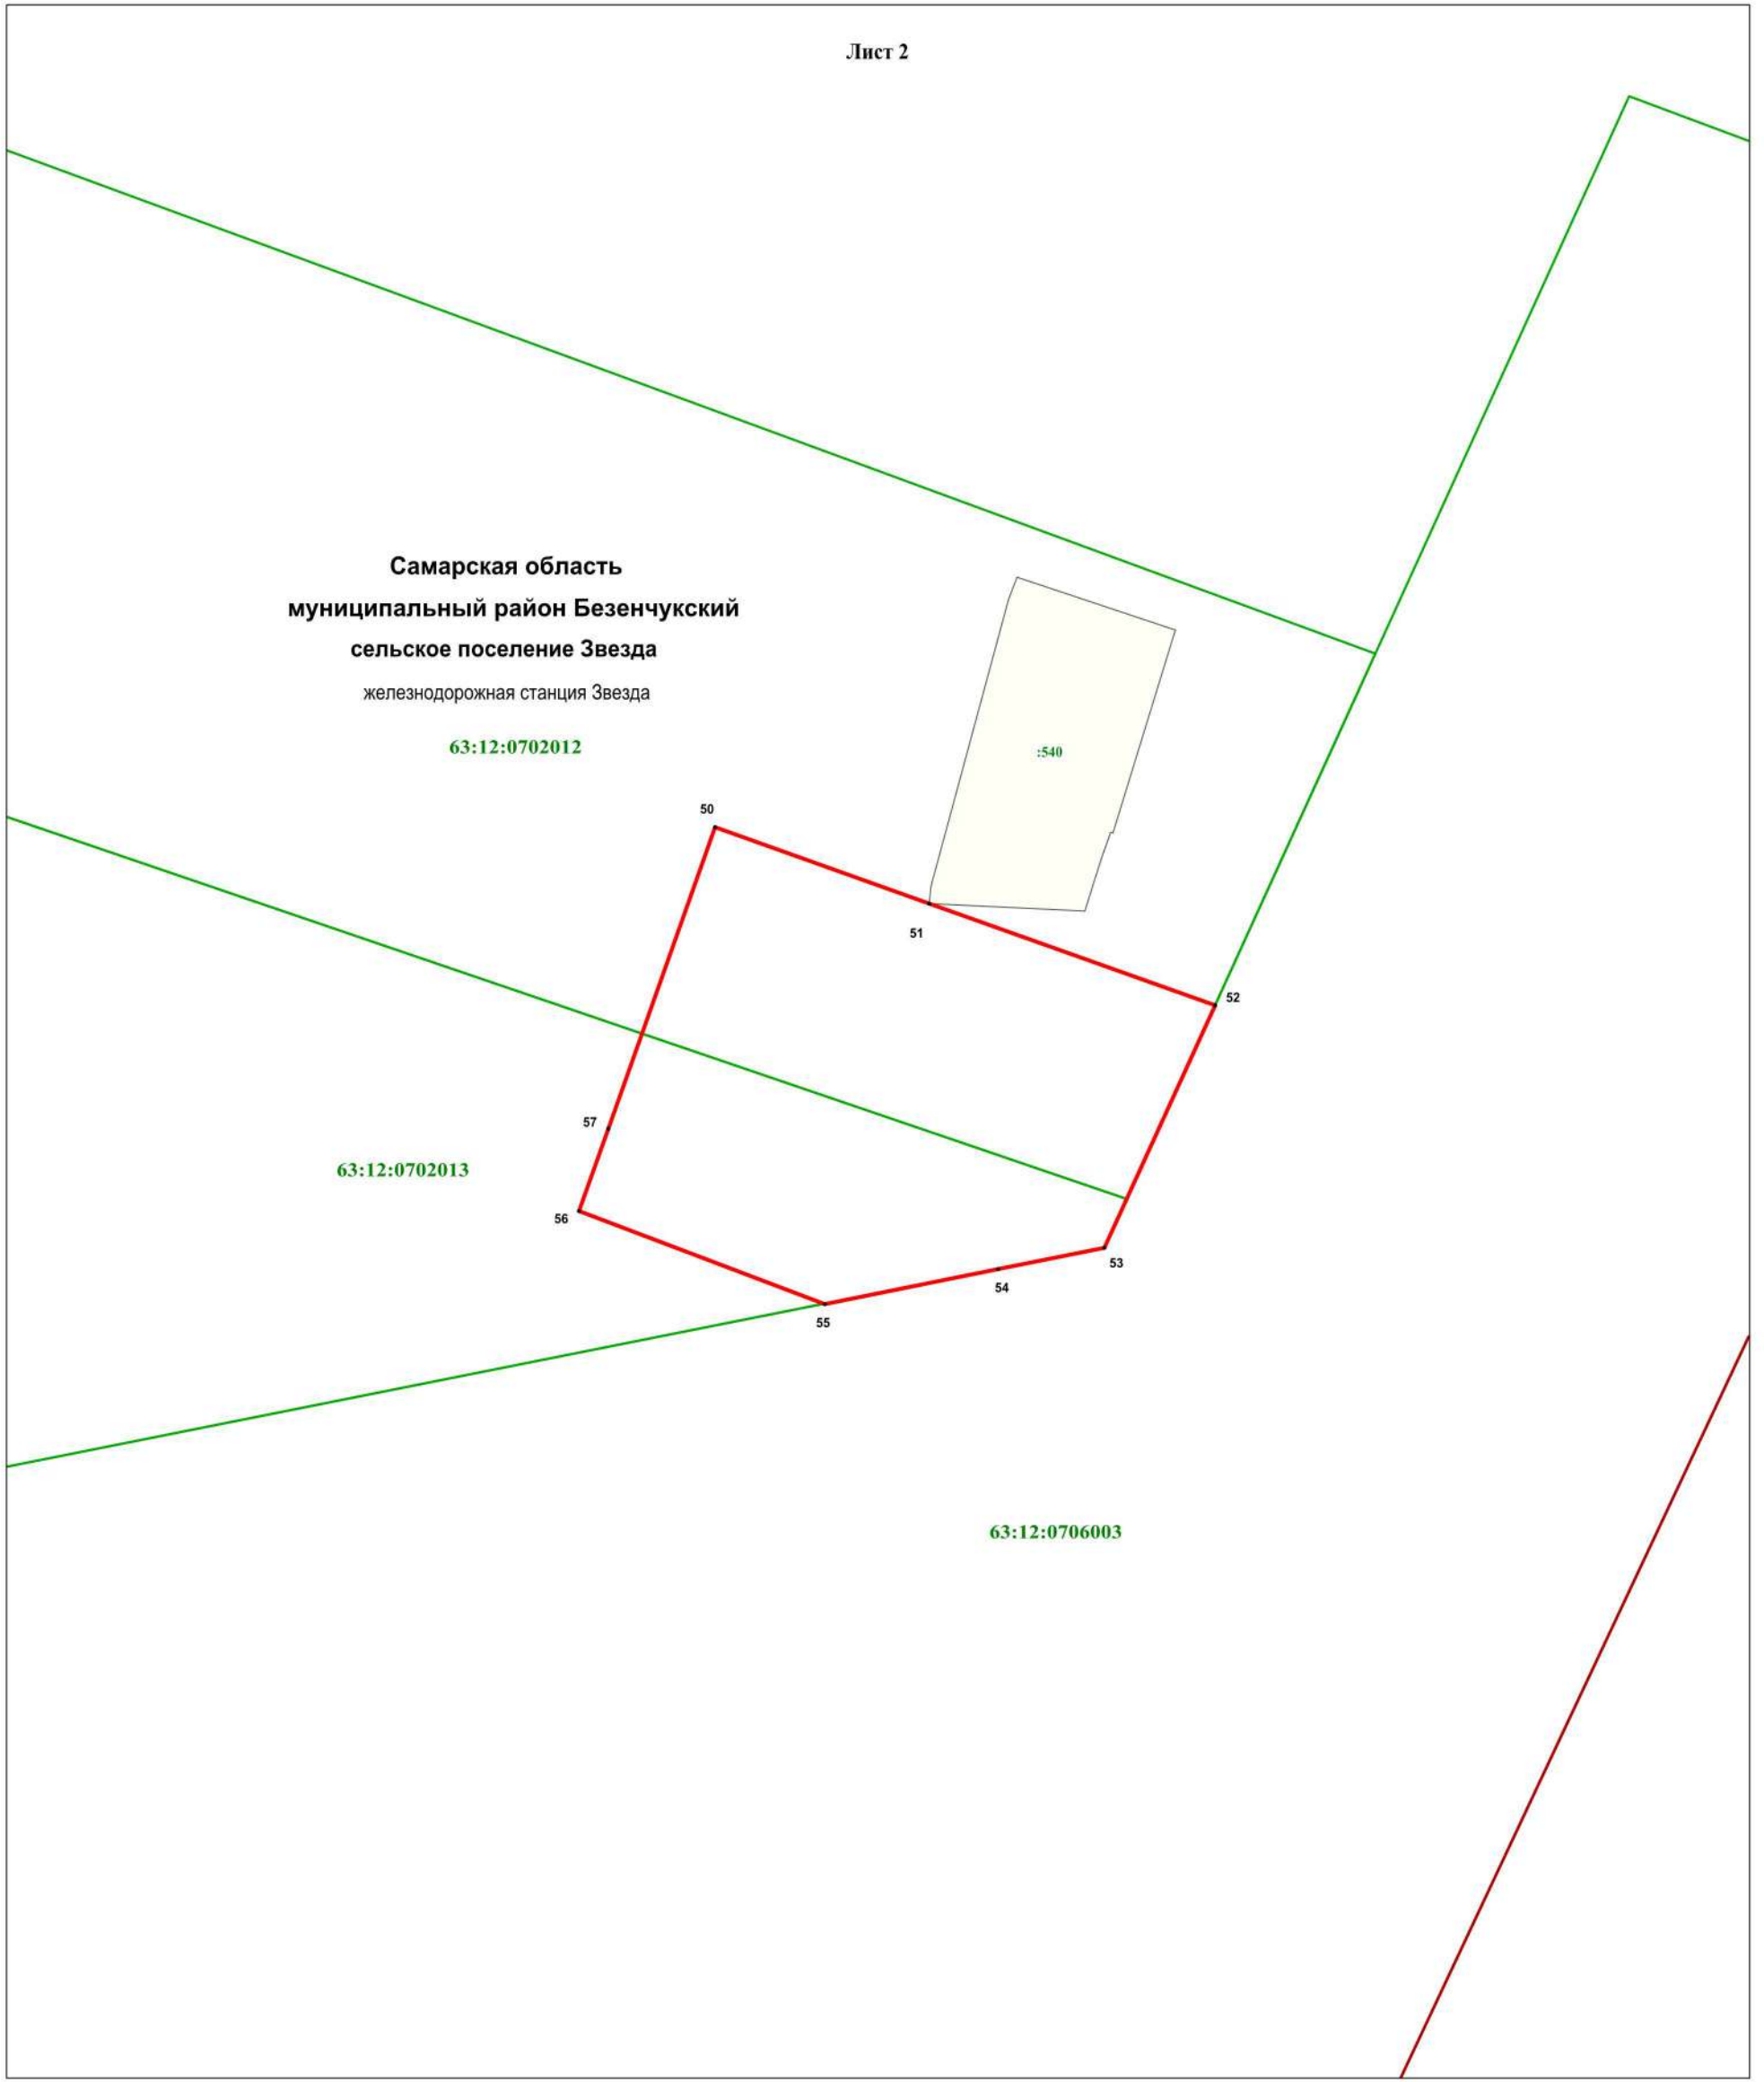 Лист 2
Самарская область
муниципальный район Безенчукский
сельское поселение Звезда
железнодорожная станция Звезда
63:12:0702012
:540
50
51
52
57
63:12:0702013
56
53
54
55
63:12:0706003